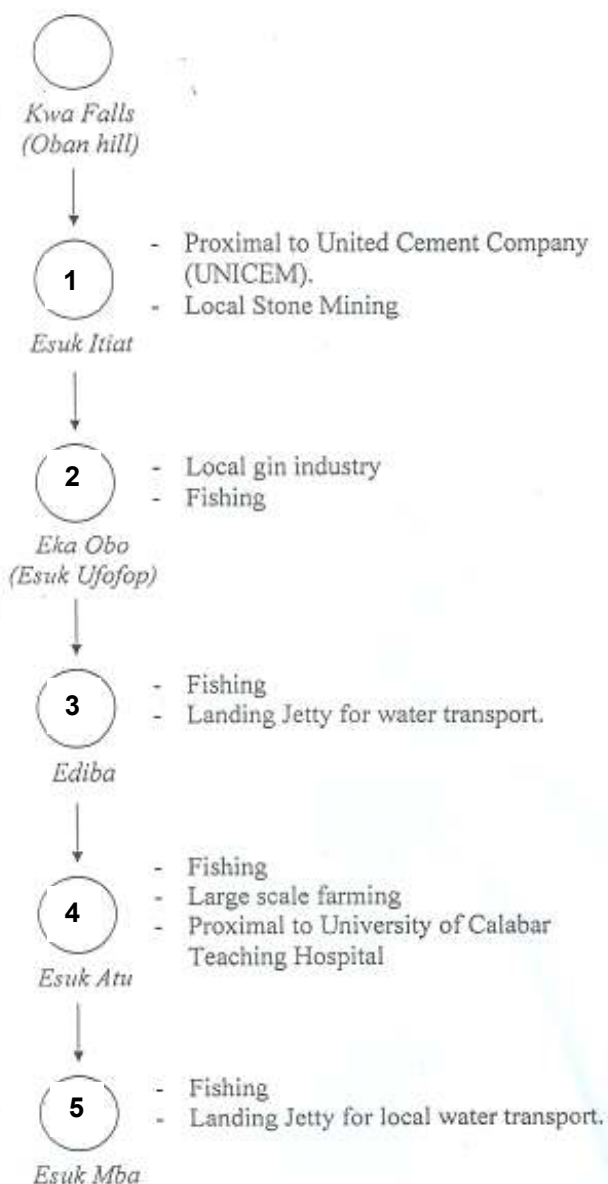 Kwa Falls
(Oban hill)
1
- Proximal to United Cement Company
(UNICEM).
- Local Stone Mining
Esuk Itiat
2
- Local gin industry
- Fishing
Eka Obo
(Esuk Ufofop)
3
- Fishing
- Landing Jetty for water transport.
Ediba
4
- Fishing
- Large scale farming
- Proximal to University of Calabar
Teaching Hospital
Esuk Atu
5
- Fishing
- Landing Jetty for local water transport.
Esuk Mba